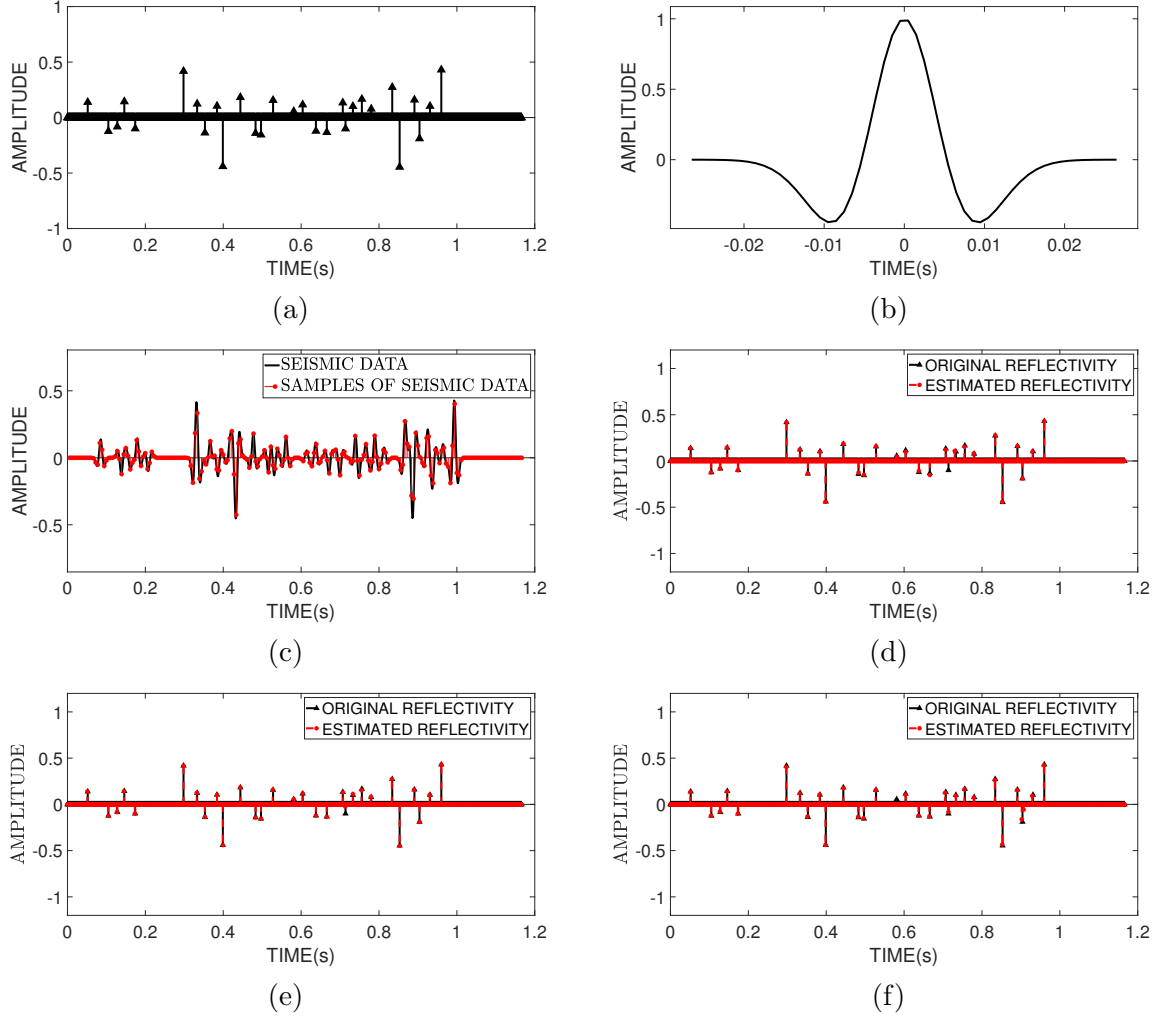 1
0.5
0
-0.5
-1
AMPLITUDE
0 0.2 0.4 0.6 0.8 1 1.2
TIME(s)
(a)
1
0.5
0
AMPLITUDE
-0.02 -0.01 0 0.01 0.02
TIME(s)
(b)
SEISMIC DATA
SAMPLES OF SEISMIC DATA
0.5
0
-0.5
AMPLITUDE
0 0.2 0.4 0.6 0.8 1 1.2
TIME(s)
(c)
ORIGINAL REFLECTIVITY
ESTIMATED REFLECTIVITY
1
0.5
0
-0.5
-1
AMPLITUDE
0 0.2 0.4 0.6 0.8 1 1.2
TIME(s)
(d)
ORIGINAL REFLECTIVITY
ESTIMATED REFLECTIVITY
1
0.5
0
-0.5
-1
AMPLITUDE
0 0.2 0.4 0.6 0.8 1 1.2
TIME(s)
(e)
ORIGINAL REFLECTIVITY
ESTIMATED REFLECTIVITY
1
0.5
0
-0.5
-1
AMPLITUDE
0 0.2 0.4 0.6 0.8 1 1.2
TIME(s)
(f)